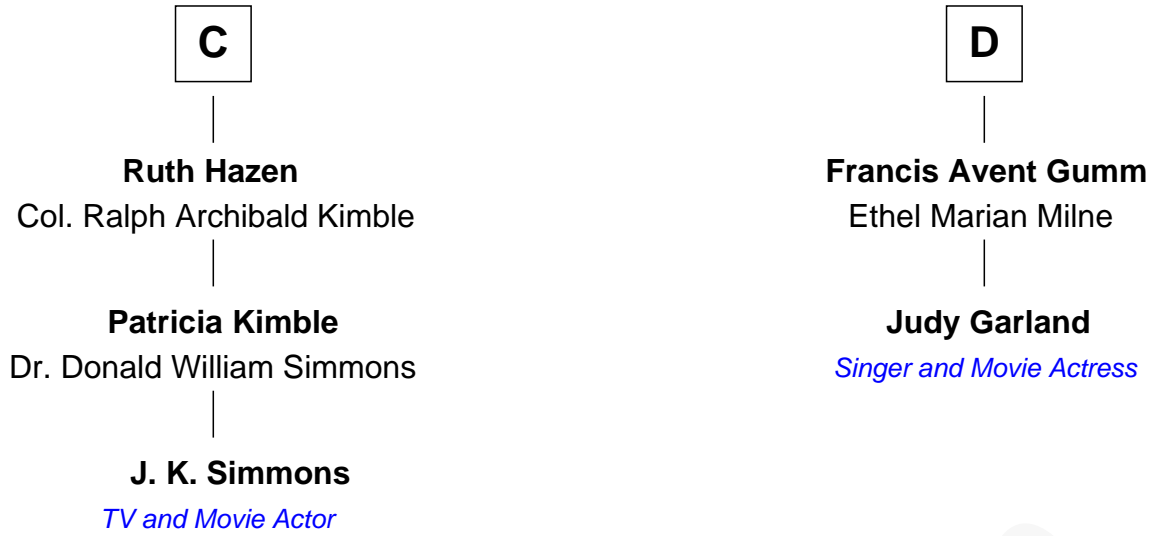 C
Ruth Hazen
Col. Ralph Archibald Kimble
Patricia Kimble
Dr. Donald William Simmons
J. K. Simmons
TV and Movie Actor
D
Francis Avent Gumm
Ethel Marian Milne
Judy Garland
Singer and Movie Actress